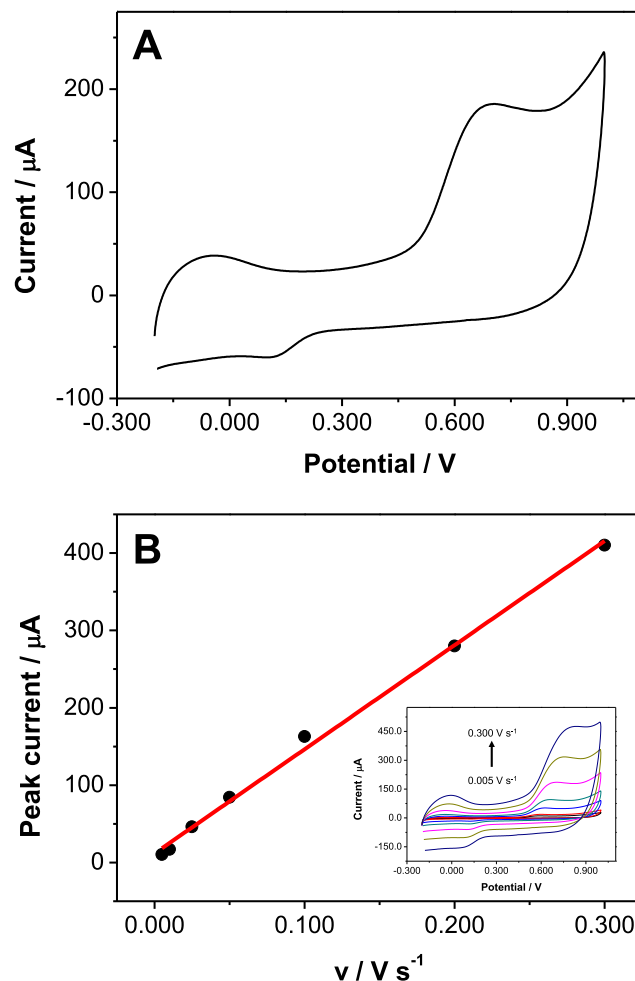 A
200
100
0
-100
-0.300
0.000
0.300
0.600
0.900
Current / μA
Potential / V
B
400
300
200
100
0
0.000
0.100
0.200
0.300
Peak current / μA
v / V s⁻¹
450.0
300.0
150.0
0.0
-150.0
-0.300
0.000
0.300
0.600
0.900
Current / μA
Potential / V
0.300 V s⁻¹
0.005 V s⁻¹